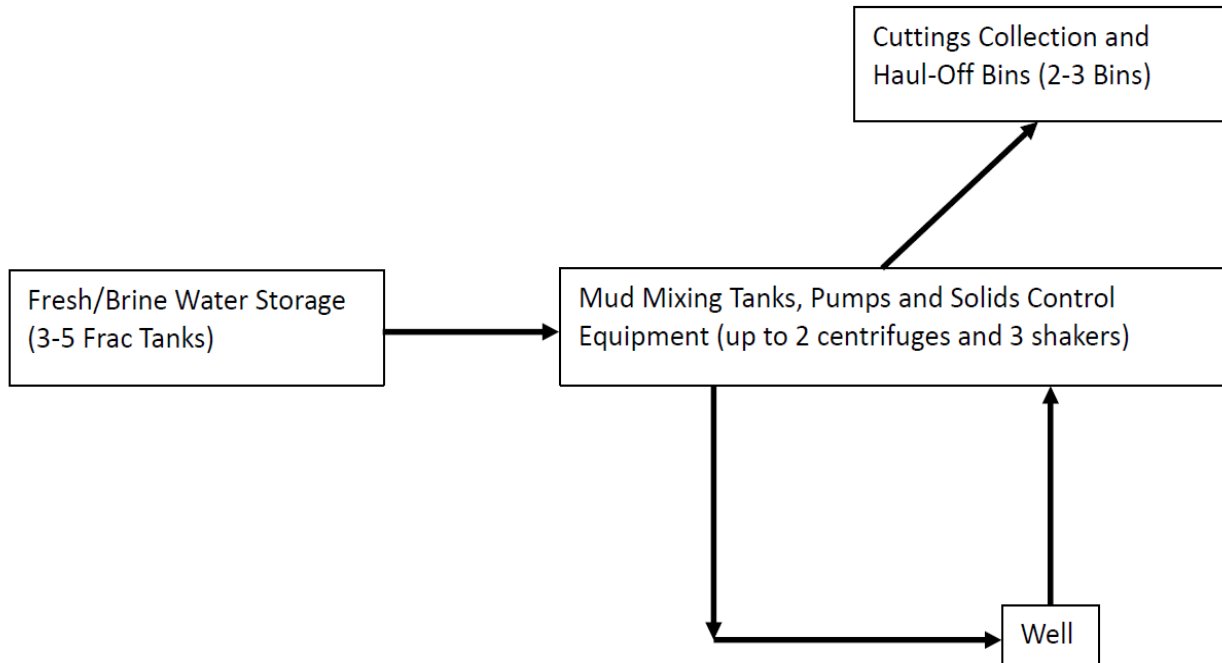 Cuttings Collection and
Haul-Off Bins (2-3 Bins)
Fresh/Brine Water Storage
(3-5 Frac Tanks)
Mud Mixing Tanks, Pumps and Solids Control
Equipment (up to 2 centrifuges and 3 shakers)
Well